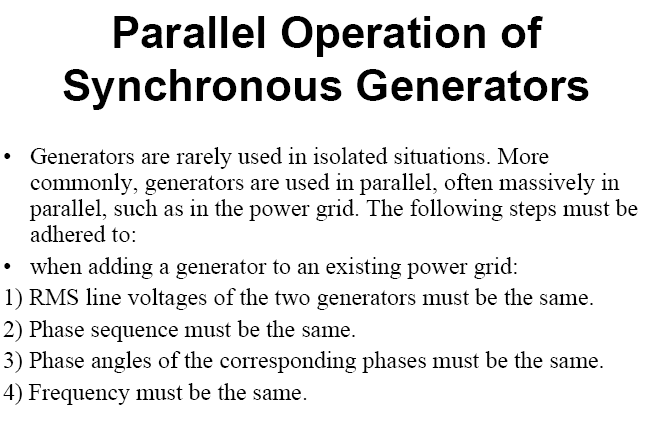 Parallel Operation of
Synchronous Generators
• Generators are rarely used in isolated situations. More
commonly, generators are used in parallel, often massively in
parallel, such as in the power grid. The following steps must be
adhered to:
• when adding a generator to an existing power grid:
1) RMS line voltages of the two generators must be the same.
2) Phase sequence must be the same.
3) Phase angles of the corresponding phases must be the same.
4) Frequency must be the same.